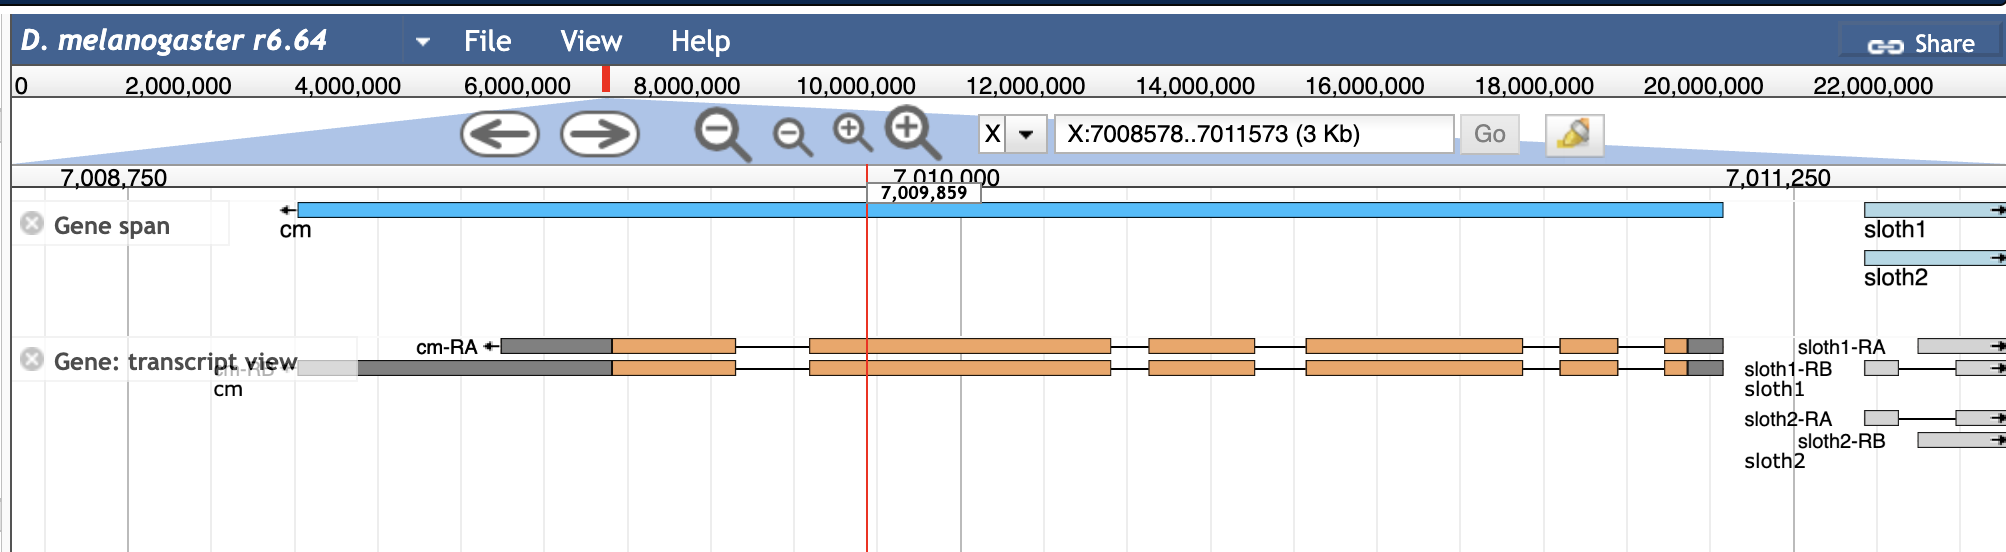 D. melanogaster r6.64 File View Help Share
0 2,000,000 4,000,000 6,000,000 8,000,000 10,000,000 12,000,000 14,000,000 16,000,000 18,000,000 20,000,000 22,000,000
X X:7008578..7011573 (3 Kb) Go
7,008,750 7,010,000 7,011,250
7,009,859
Gene span
cm
sloth1
sloth2
cm-RA
sloth1-RA
Gene: transcript view
cm-RB
sloth1-RB
cm
sloth1
sloth2-RA
sloth2-RB
sloth2